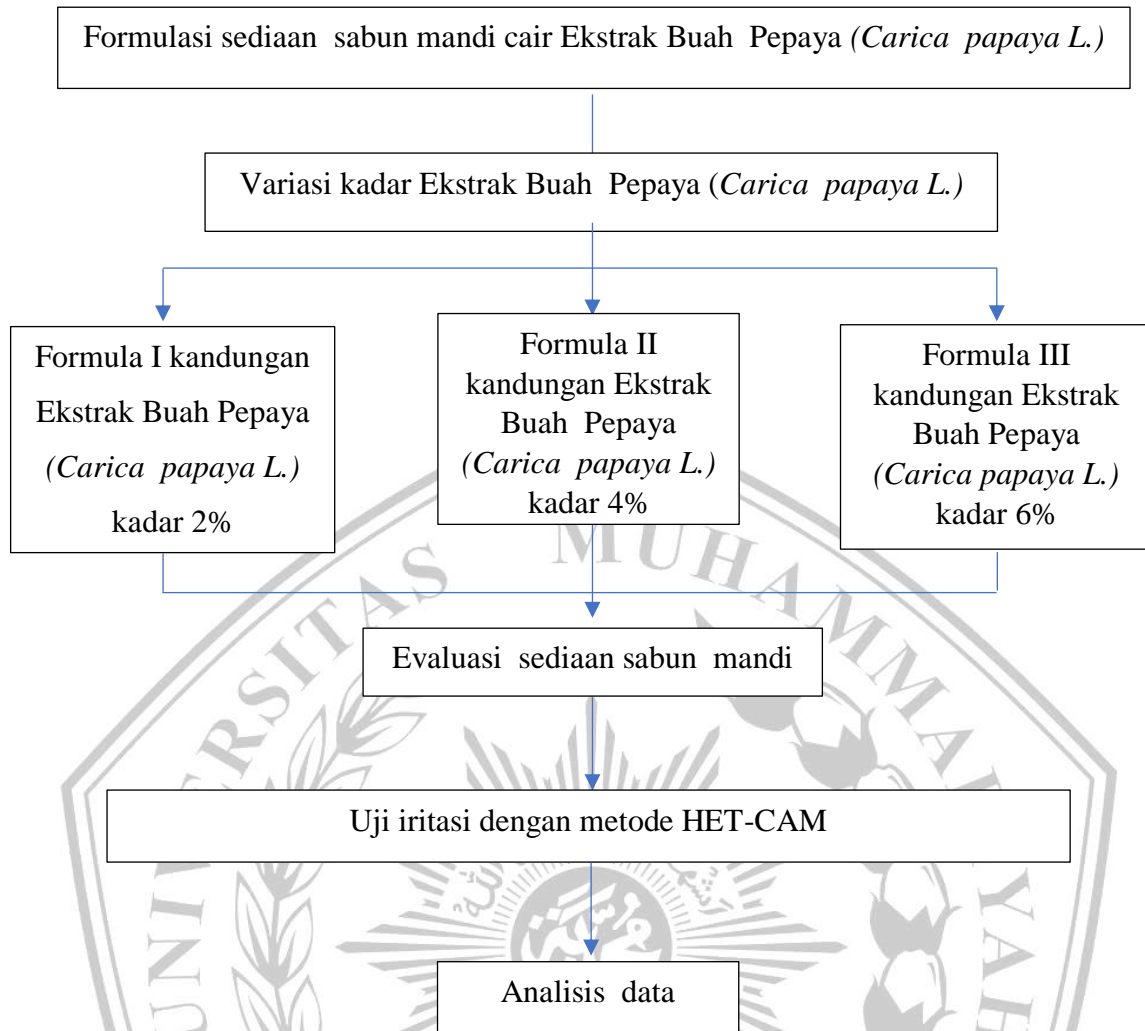 Formulasi sediaan sabun mandi cair Ekstrak Buah Pepaya (Carica papaya L.)
Variasi kadar Ekstrak Buah Pepaya (Carica papaya L.)
Formula I kandungan
Ekstrak Buah Pepaya
(Carica papaya L.)
kadar 2%
Formula II
kandungan Ekstrak
Buah Pepaya
(Carica papaya L.)
kadar 4%
Formula III
kandungan Ekstrak
Buah Pepaya
(Carica papaya L.)
kadar 6%
Evaluasi sediaan sabun mandi
Uji iritasi dengan metode HET-CAM
Analisis data
UNIVERSITAS MUHAMMADIYAH